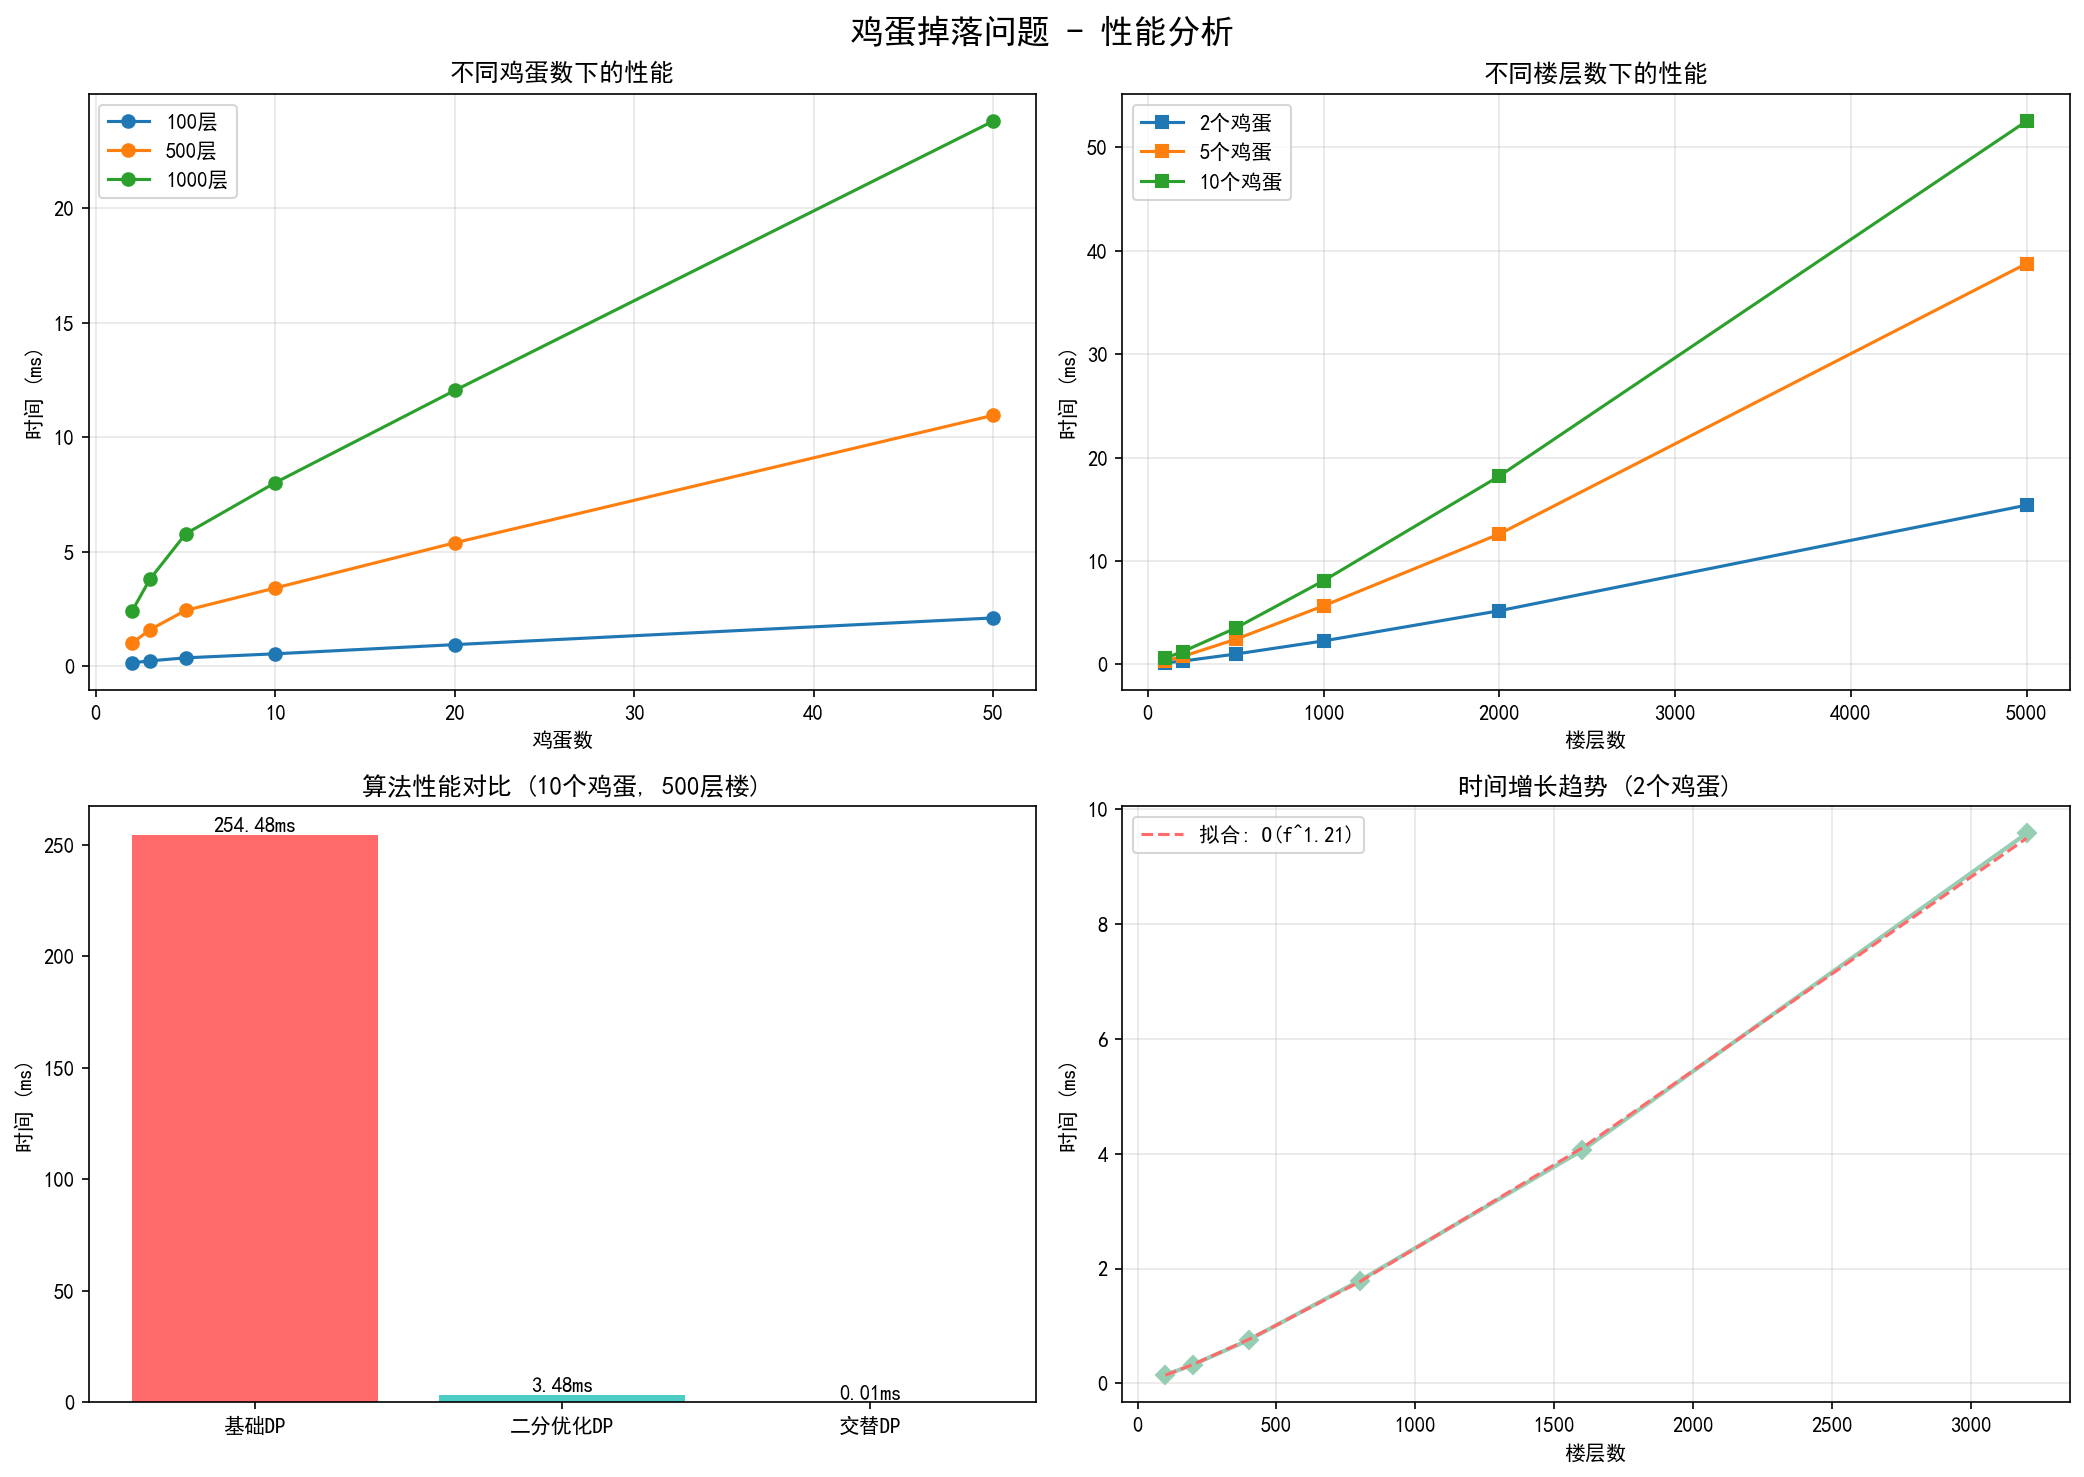 鸡蛋掉落问题 - 性能分析
不同鸡蛋数下的性能
100层
500层
1000层
时间 (ms)
20
15
10
5
0
0 10 20 30 40 50
鸡蛋数
不同楼层数下的性能
2个鸡蛋
5个鸡蛋
10个鸡蛋
时间 (ms)
50
40
30
20
10
0
0 1000 2000 3000 4000 5000
楼层数
算法性能对比 (10个鸡蛋, 500层楼)
254.48ms
3.48ms
0.01ms
时间 (ms)
250
200
150
100
50
0
基础DP 二分优化DP 交替DP
时间增长趋势 (2个鸡蛋)
拟合: O(f^1.21)
时间 (ms)
10
8
6
4
2
0
0 500 1000 1500 2000 2500 3000
楼层数